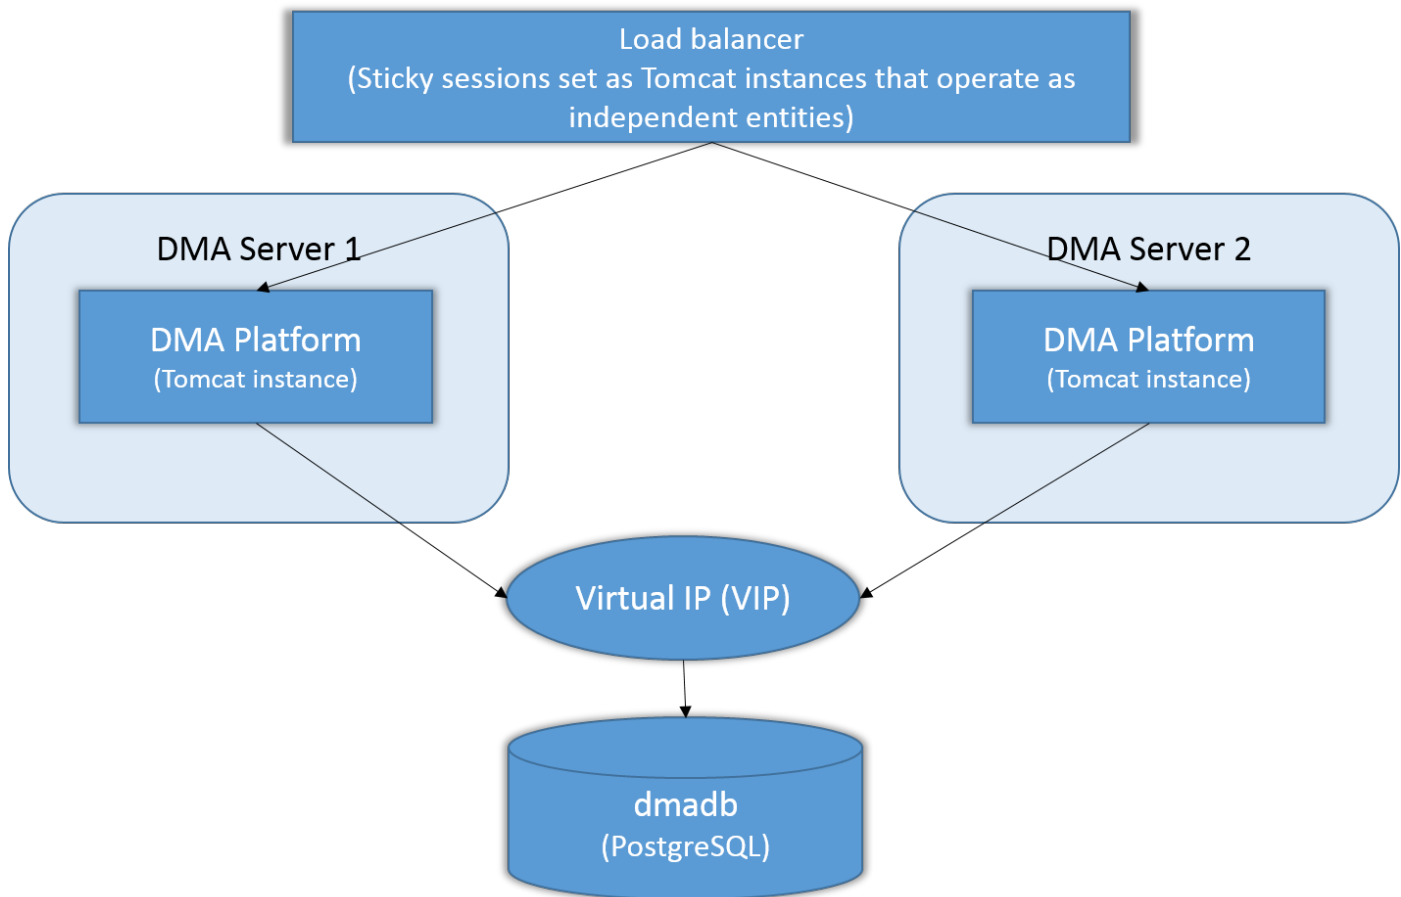 Load balancer
(Sticky sessions set as Tomcat instances that operate as
independent entities)
DMA Server 1
DMA Platform
(Tomcat instance)
DMA Server 2
DMA Platform
(Tomcat instance)
Virtual IP (VIP)
dmadb
(PostgreSQL)